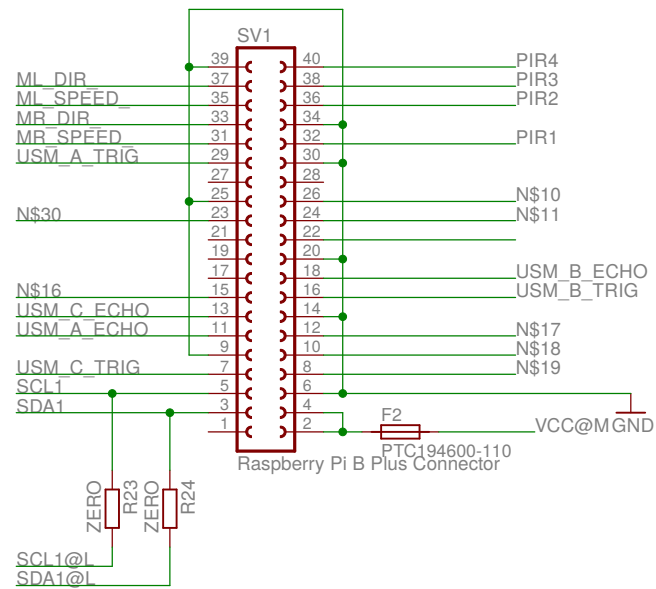 SV1
39 40 PIR4
ML_DIR_ 37 38 PIR3
ML_SPEED_ 35 36 PIR2
MR_DIR_ 33 34
MR_SPEED_ 31 32 PIR1
USM_A_TRIG 29 30
27 28
25 26 N$10
N$30 23 24 N$11
21 22
19 20
17 18 USM_B_ECHO
N$16 15 16 USM_B_TRIG
USM_C_ECHO 13 14
USM_A_ECHO 11 12 N$17
9 10 N$18
USM_C_TRIG 7 8 N$19
SCL1 5 6
SDA1 3 4 F2
1 2 VCC@M GND
PTC194600-110
Raspberry Pi B Plus Connector
ZERO R23 ZERO R24
SCL1@L
SDA1@L